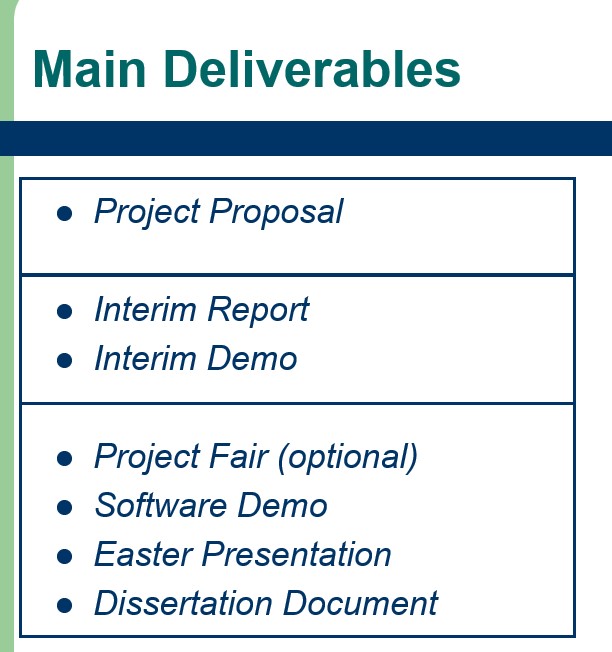 Main Deliverables
● Project Proposal
● Interim Report
● Interim Demo
● Project Fair (optional)
● Software Demo
● Easter Presentation
● Dissertation Document